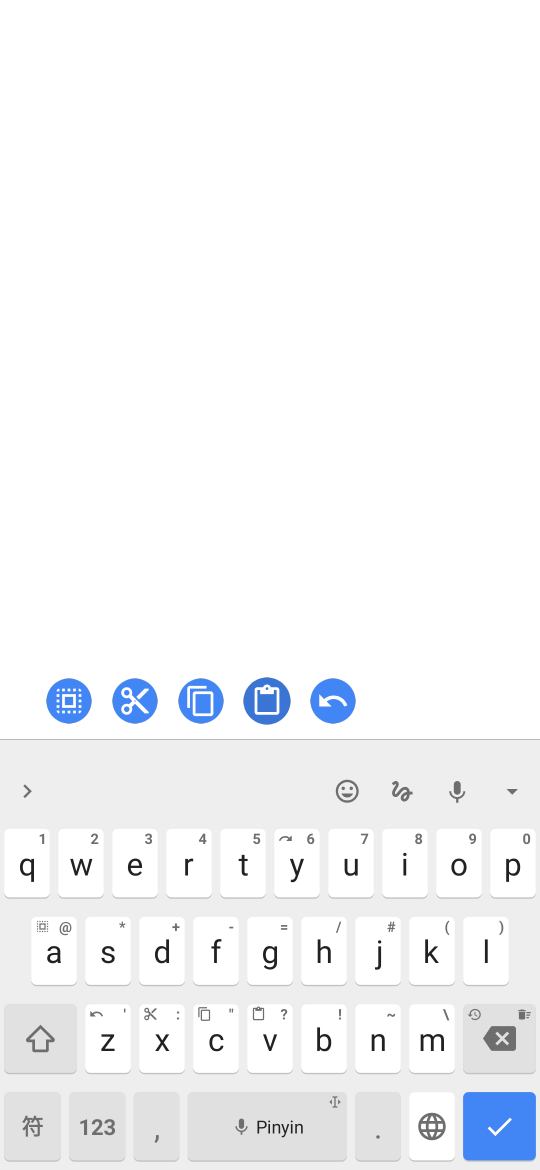 1 2 3 4 5 6 7 8 9 0
q w e r t y u i o p
@ * + - = / # ( )
a s d f g h j k l
' : " ? ! ~ \
z x c v b n m
符 123 , Pinyin .